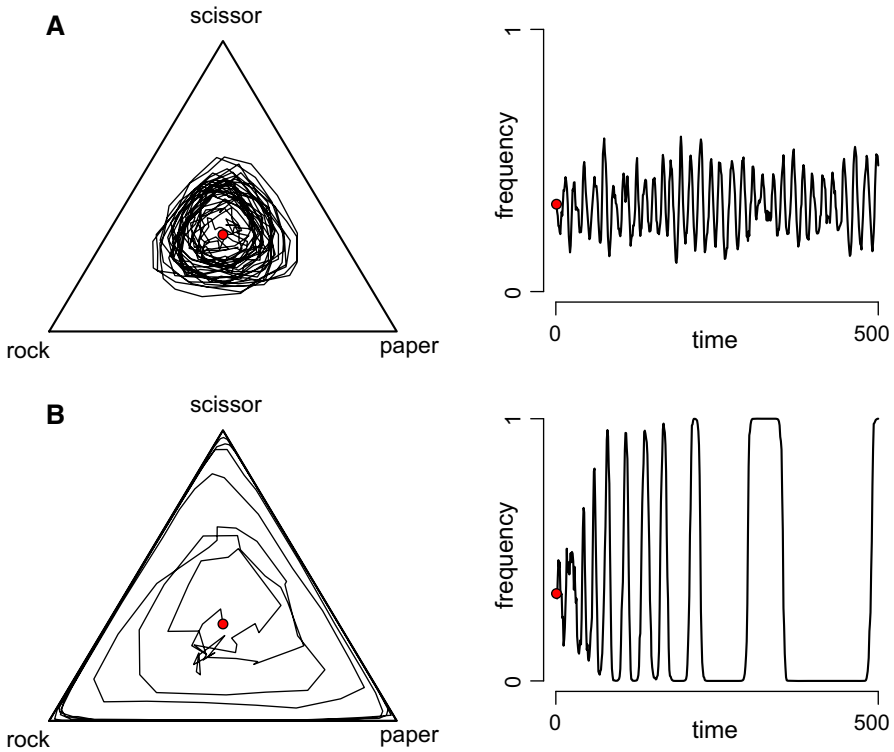 A
scissor
rock
paper
1
frequency
0
0
time
500
B
scissor
rock
paper
1
frequency
0
0
time
500